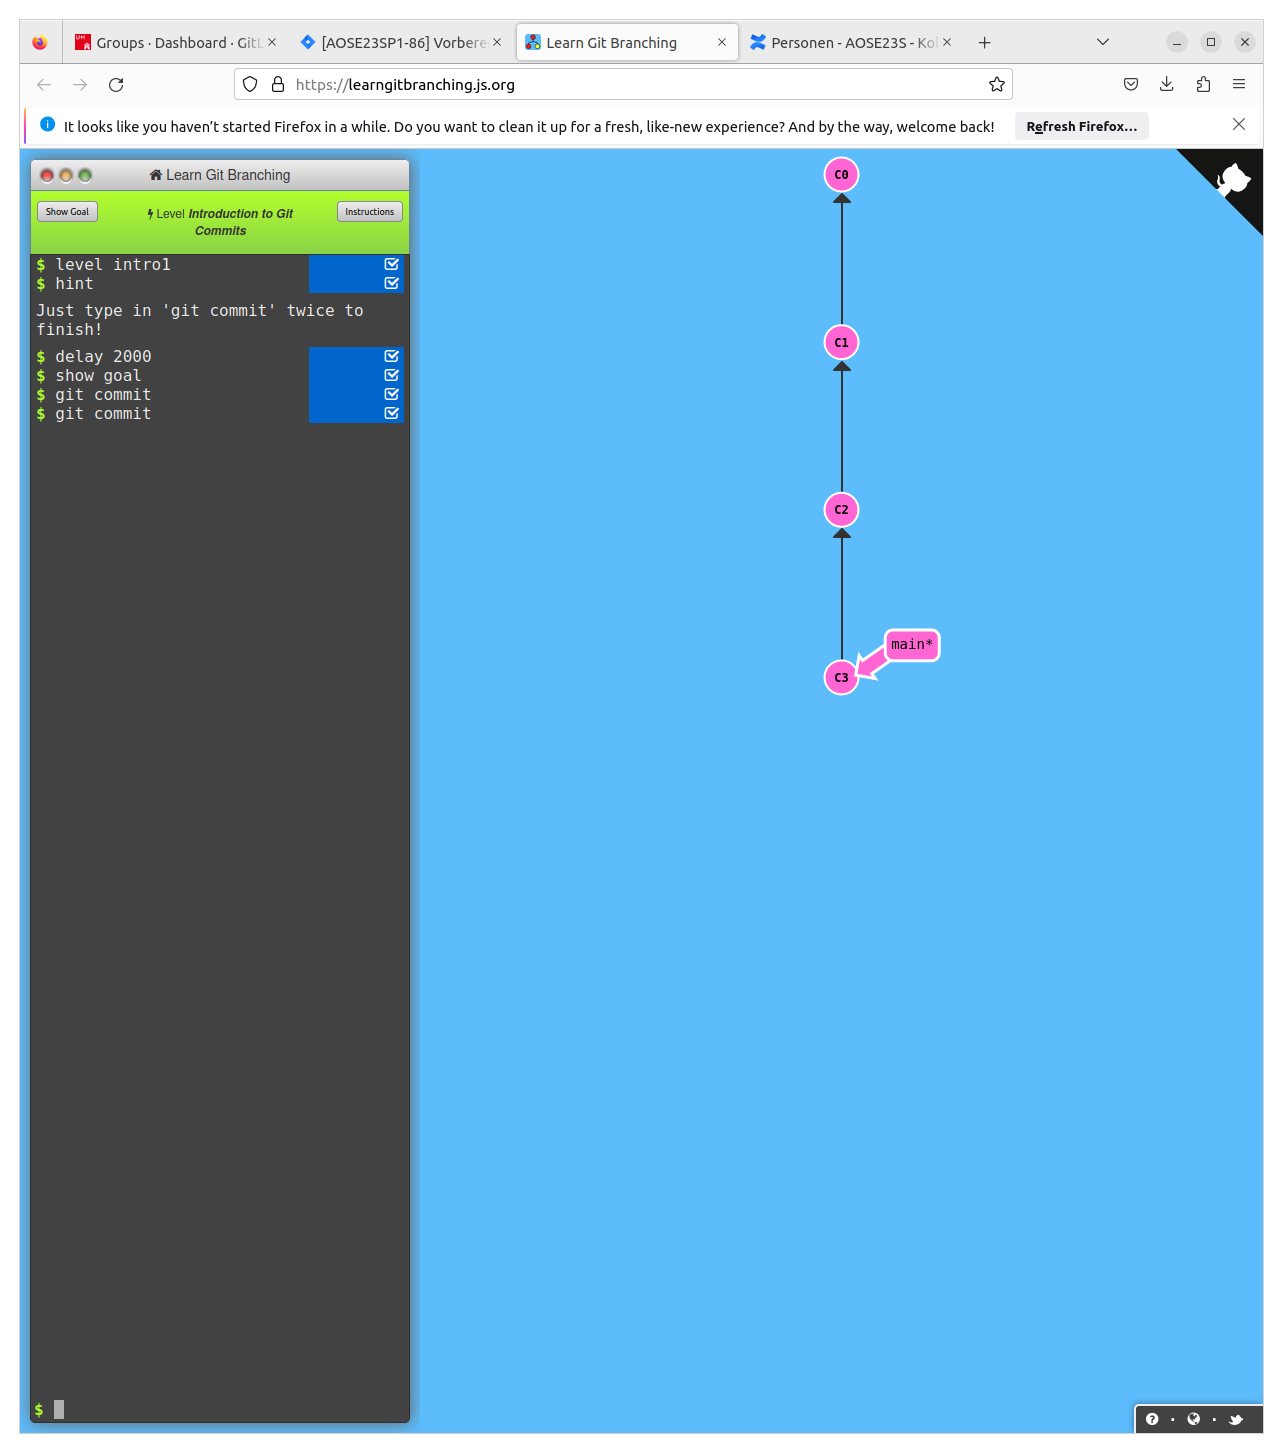 Groups · Dashboard · GitL
[AOSE23SP1-86] Vorberei
Learn Git Branching
Personen - AOSE23S - Kol
https://learngitbranching.js.org
It looks like you haven’t started Firefox in a while. Do you want to clean it up for a fresh, like-new experience? And by the way, welcome back!
Refresh Firefox…
Learn Git Branching
Show Goal
Level Introduction to Git
Commits
Instructions
$ level intro1
$ hint
Just type in 'git commit' twice to
finish!
$ delay 2000
$ show goal
$ git commit
$ git commit
$
C0
C1
C2
main*
C3